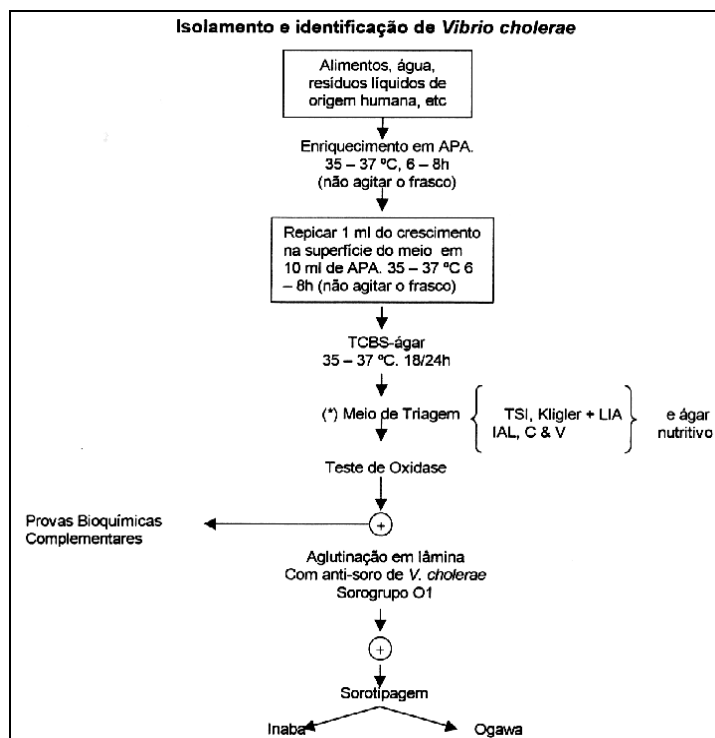 Isolamento e identificação de Vibrio cholerae
Alimentos, água,
resíduos líquidos de
origem humana, etc
Enriquecimento em APA.
35 – 37 ºC, 6 – 8h
(não agitar o frasco)
Repicar 1 ml do crescimento
na superfície do meio em
10 ml de APA. 35 – 37 ºC 6
– 8h (não agitar o frasco)
TCBS-ágar
35 – 37 ºC. 18/24h
(*) Meio de Triagem { TSI, Kligler + LIA } e ágar
IAL, C & V nutritivo
Teste de Oxidase
+
Provas Bioquímicas
Complementares
Aglutinação em lâmina
Com anti-soro de V. cholerae
Sorogrupo O1
+
Sorotipagem
Inaba Ogawa